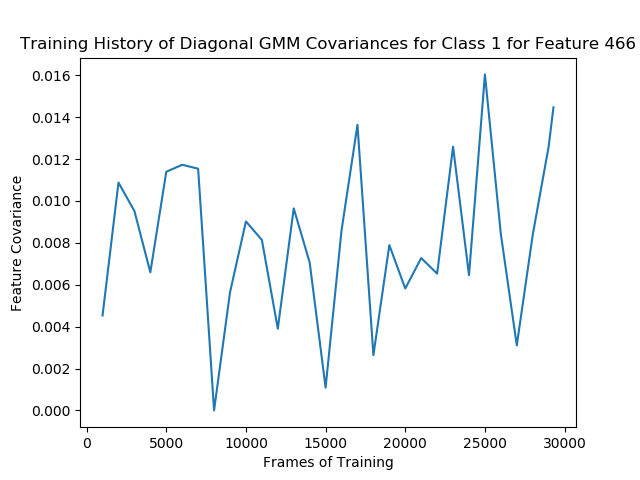 Training History of Diagonal GMM Covariances for Class 1 for Feature 466
0.016
0.014
0.012
0.010
0.008
0.006
0.004
0.002
0.000
Feature Covariance
0 5000 10000 15000 20000 25000 30000
Frames of Training